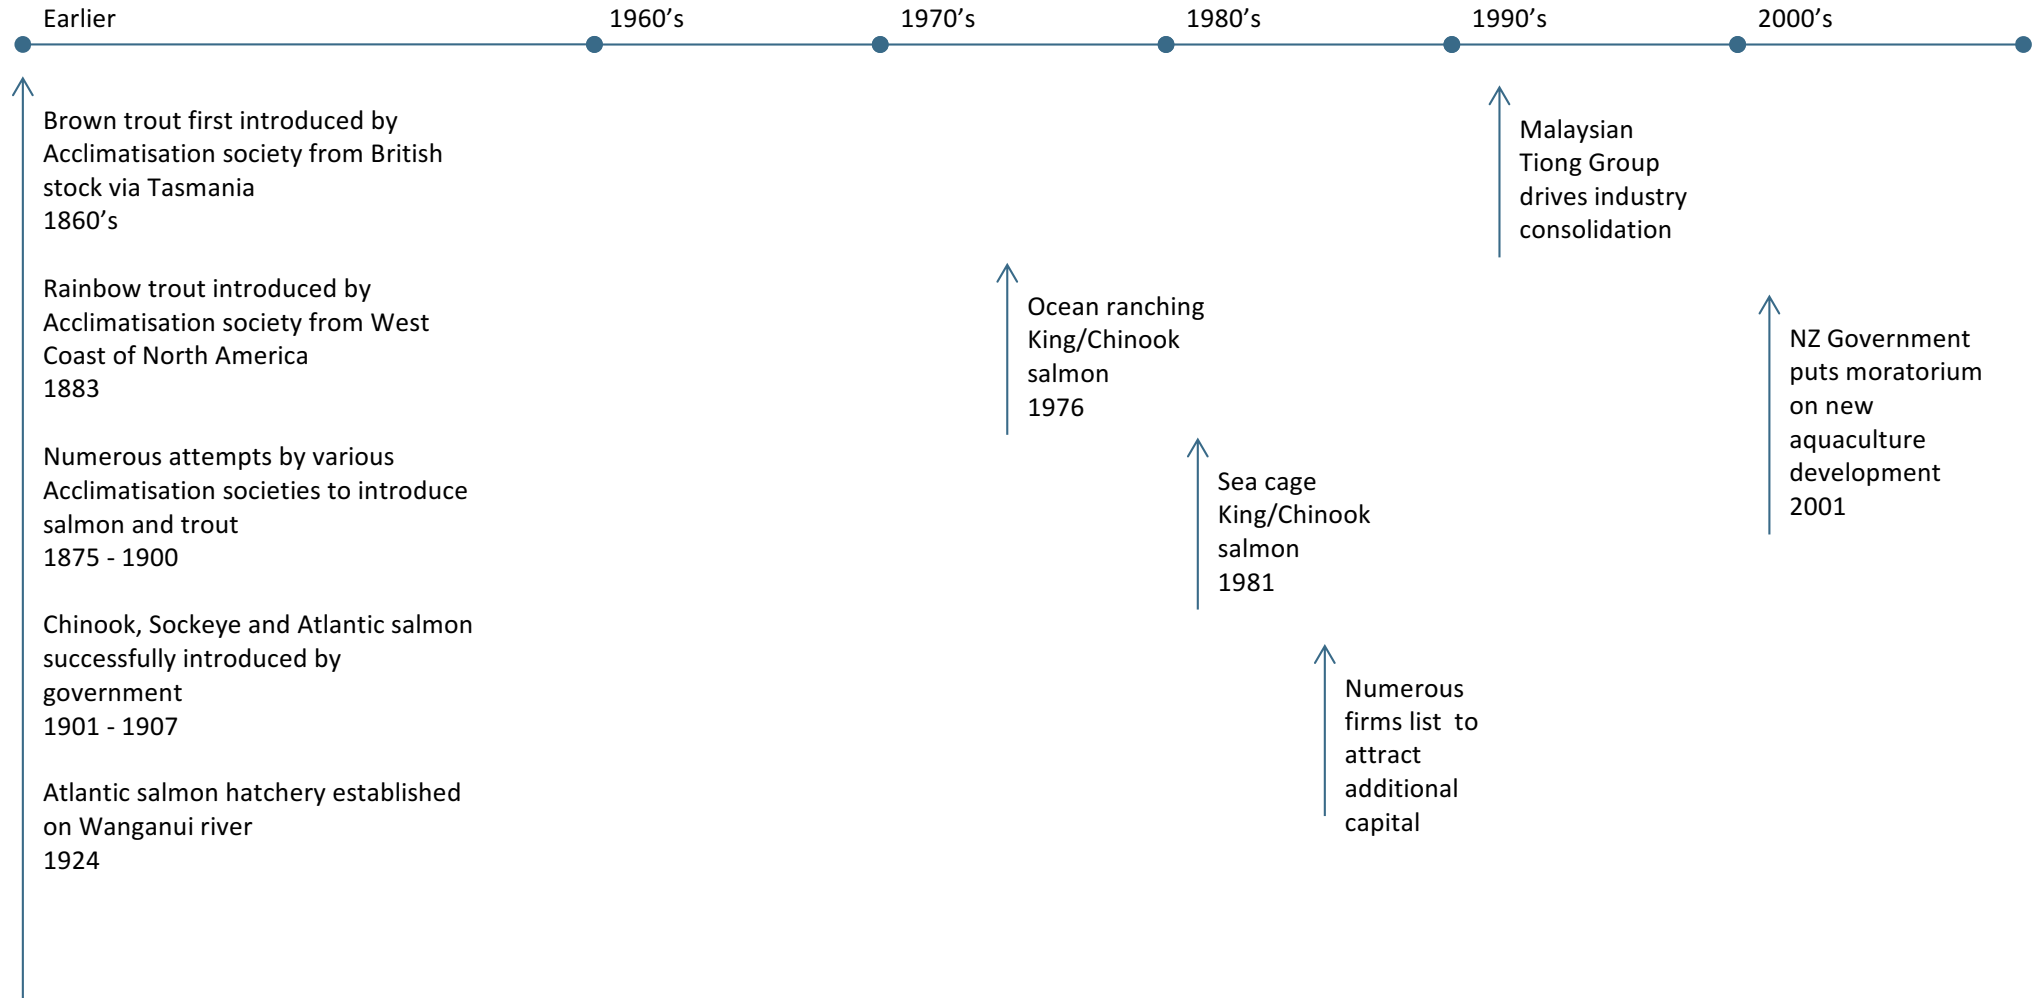 Earlier
1960’s
1970’s
1980’s
1990’s
2000’s
Brown trout first introduced by
Acclimatisation society from British
stock via Tasmania
1860’s
Rainbow trout introduced by
Acclimatisation society from West
Coast of North America
1883
Numerous attempts by various
Acclimatisation societies to introduce
salmon and trout
1875 - 1900
Chinook, Sockeye and Atlantic salmon
successfully introduced by
government
1901 - 1907
Atlantic salmon hatchery established
on Wanganui river
1924
Ocean ranching
King/Chinook
salmon
1976
Sea cage
King/Chinook
salmon
1981
Numerous
firms list  to
attract
additional
capital
Malaysian
Tiong Group
drives industry
consolidation
NZ Government
puts moratorium
on new
aquaculture
development
2001